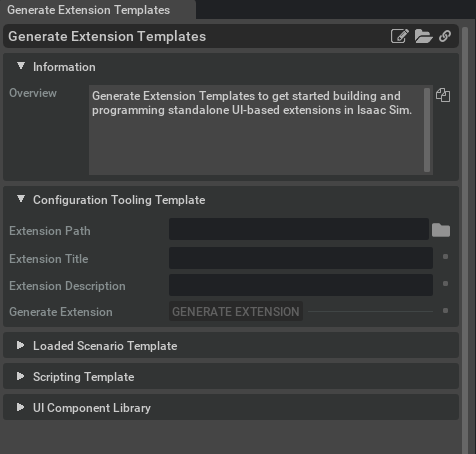 Generate Extension Templates
Generate Extension Templates
Information
Overview
Generate Extension Templates to get started building and
programming standalone UI-based extensions in Isaac Sim.
Configuration Tooling Template
Extension Path
Extension Title
Extension Description
Generate Extension
GENERATE EXTENSION
Loaded Scenario Template
Scripting Template
UI Component Library